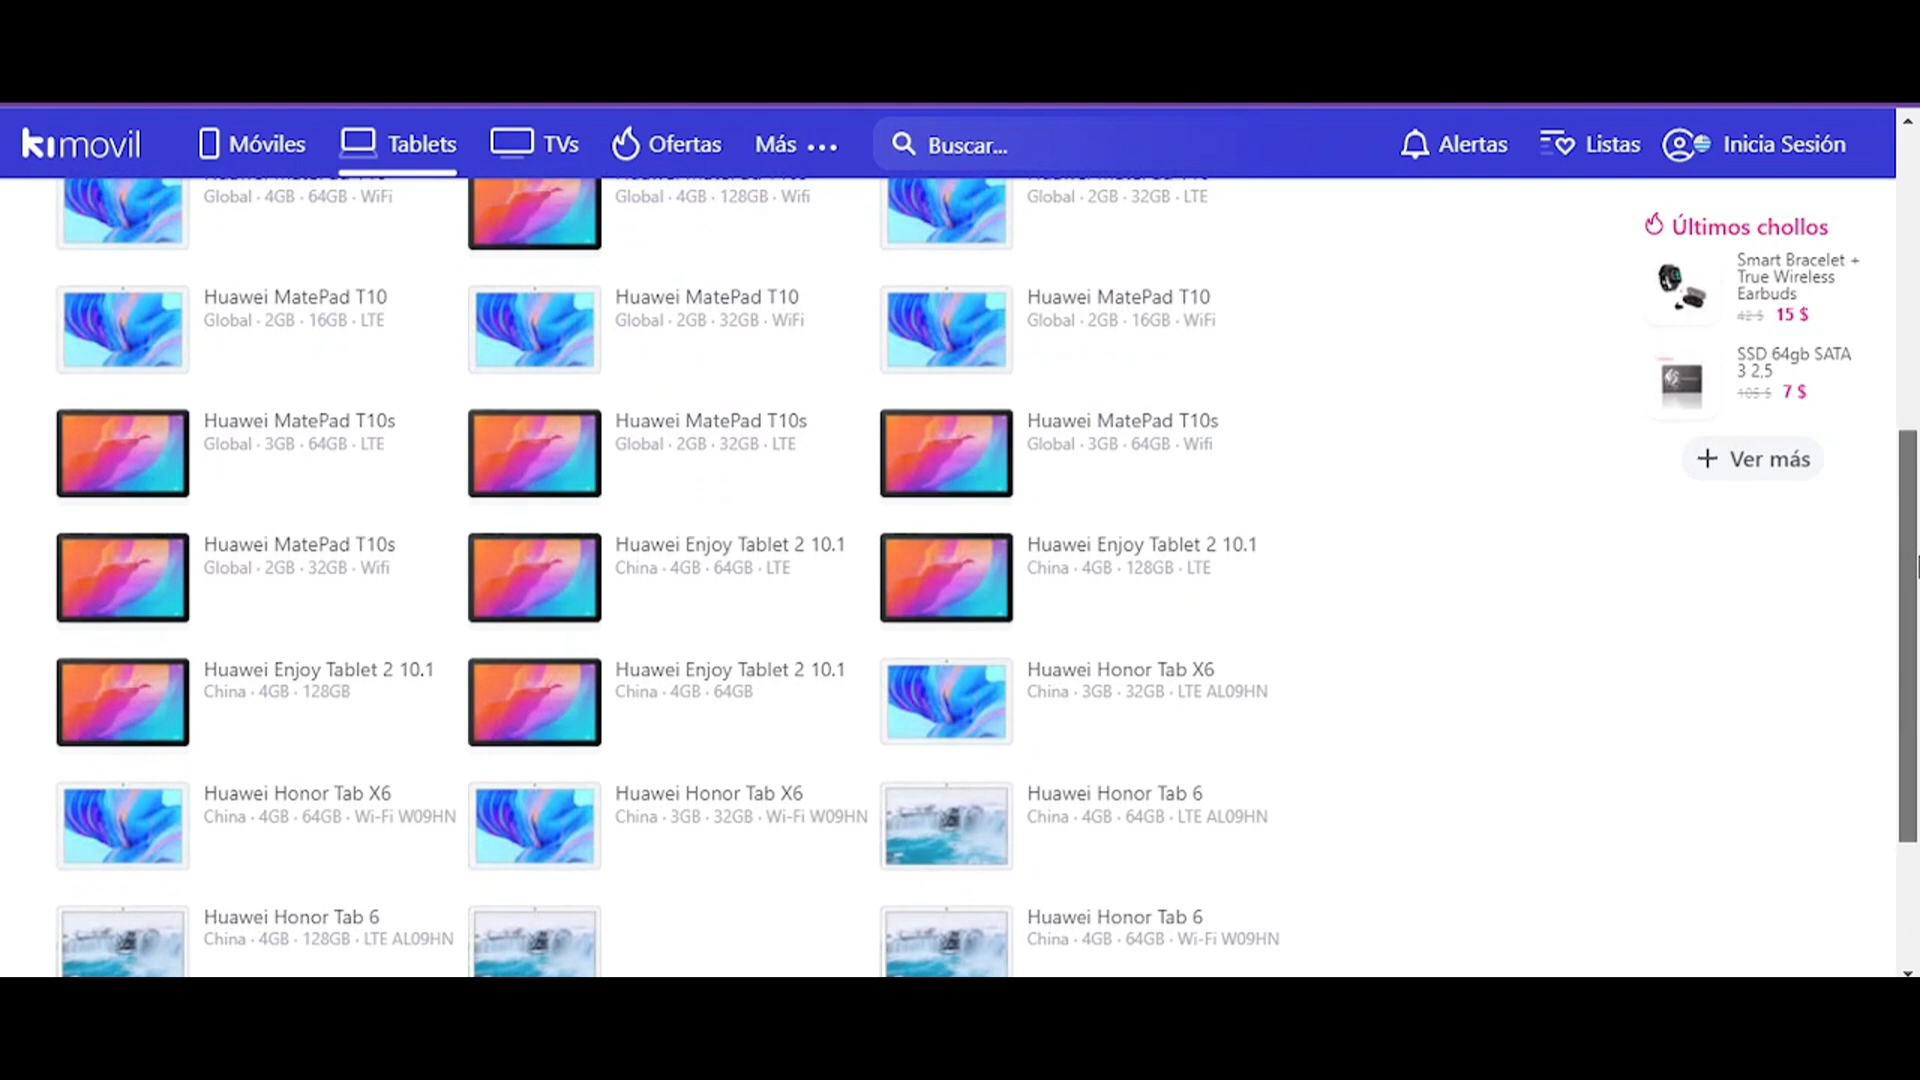 kimovil
Móviles
Tablets
TVs
Ofertas
Más
Buscar...
Alertas
Listas
Inicia Sesión
Global · 4GB · 64GB · WiFi
Global · 4GB · 128GB · Wifi
Global · 2GB · 32GB · LTE
Huawei MatePad T10
Global · 2GB · 16GB · LTE
Huawei MatePad T10
Global · 2GB · 32GB · WiFi
Huawei MatePad T10
Global · 2GB · 16GB · WiFi
Huawei MatePad T10s
Global · 3GB · 64GB · LTE
Huawei MatePad T10s
Global · 2GB · 32GB · LTE
Huawei MatePad T10s
Global · 3GB · 64GB · Wifi
Huawei MatePad T10s
Global · 2GB · 32GB · Wifi
Huawei Enjoy Tablet 2 10.1
China · 4GB · 64GB · LTE
Huawei Enjoy Tablet 2 10.1
China · 4GB · 128GB · LTE
Huawei Enjoy Tablet 2 10.1
China · 4GB · 128GB
Huawei Enjoy Tablet 2 10.1
China · 4GB · 64GB
Huawei Honor Tab X6
China · 3GB · 32GB · LTE AL09HN
Huawei Honor Tab X6
China · 4GB · 64GB · Wi-Fi W09HN
Huawei Honor Tab X6
China · 3GB · 32GB · Wi-Fi W09HN
Huawei Honor Tab 6
China · 4GB · 64GB · LTE AL09HN
Huawei Honor Tab 6
China · 4GB · 128GB · LTE AL09HN
Huawei Honor Tab 6
China · 4GB · 64GB · Wi-Fi W09HN
Últimos chollos
Smart Bracelet +
True Wireless
Earbuds
42 $ 15 $
SSD 64gb SATA
3 2,5
105 $ 7 $
+ Ver más